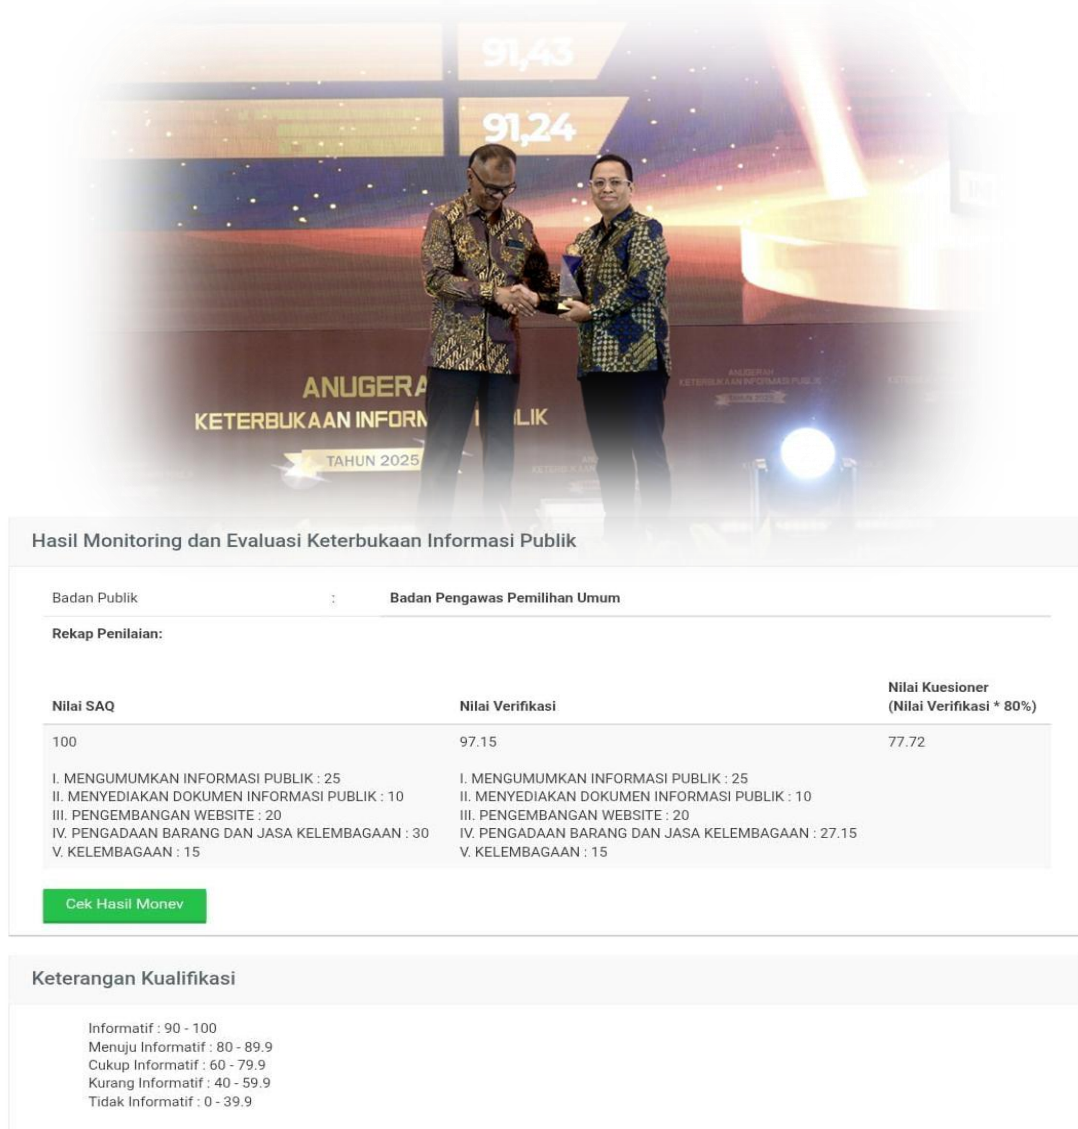 91,43
91,24
ANUGERA
KETERBUKAAN INFORM LIK
TAHUN 2025
ANUGERAH
KETERBUKAAN INFORMASI PUBLIK
TAHUN 2025
Hasil Monitoring dan Evaluasi Keterbukaan Informasi Publik
Badan Publik : Badan Pengawas Pemilihan Umum
Rekap Penilaian:
Nilai SAQ Nilai Verifikasi Nilai Kuesioner
(Nilai Verifikasi * 80%)
100 97.15 77.72
I. MENGUMUMKAN INFORMASI PUBLIK : 25
II. MENYEDIAKAN DOKUMEN INFORMASI PUBLIK : 10
III. PENGEMBANGAN WEBSITE : 20
IV. PENGADAAN BARANG DAN JASA KELEMBAGAAN : 30
V. KELEMBAGAAN : 15
I. MENGUMUMKAN INFORMASI PUBLIK : 25
II. MENYEDIAKAN DOKUMEN INFORMASI PUBLIK : 10
III. PENGEMBANGAN WEBSITE : 20
IV. PENGADAAN BARANG DAN JASA KELEMBAGAAN : 27.15
V. KELEMBAGAAN : 15
Cek Hasil Monev
Keterangan Kualifikasi
Informatif : 90 - 100
Menuju Informatif : 80 - 89.9
Cukup Informatif : 60 - 79.9
Kurang Informatif : 40 - 59.9
Tidak Informatif : 0 - 39.9